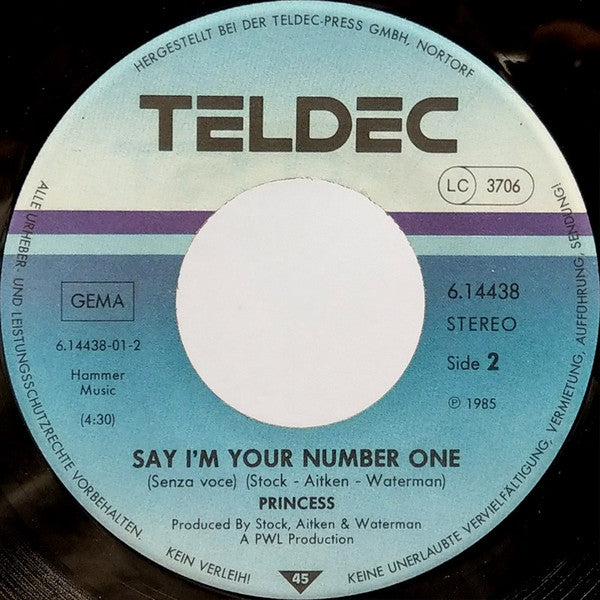 HERGESTELLT BEI DER TELDEC-PRESS GMBH, NORTORF
TELDEC
LC 3706
GEMA
6.14438-01-2
Hammer
Music
(4:30)
6.14438
STEREO
Side 2
℗ 1985
SAY I'M YOUR NUMBER ONE
(Senza voce) (Stock - Aitken - Waterman)
PRINCESS
Produced By Stock, Aitken & Waterman
A PWL Production
45
ALLE URHEBER- UND LEISTUNGSSCHUTZRECHTE VORBEHALTEN.
KEIN VERLEIH!
KEINE UNERLAUBTE VERVIELFÄLTIGUNG, VERMIETUNG, AUFFÜHRUNG, SENDUNG!